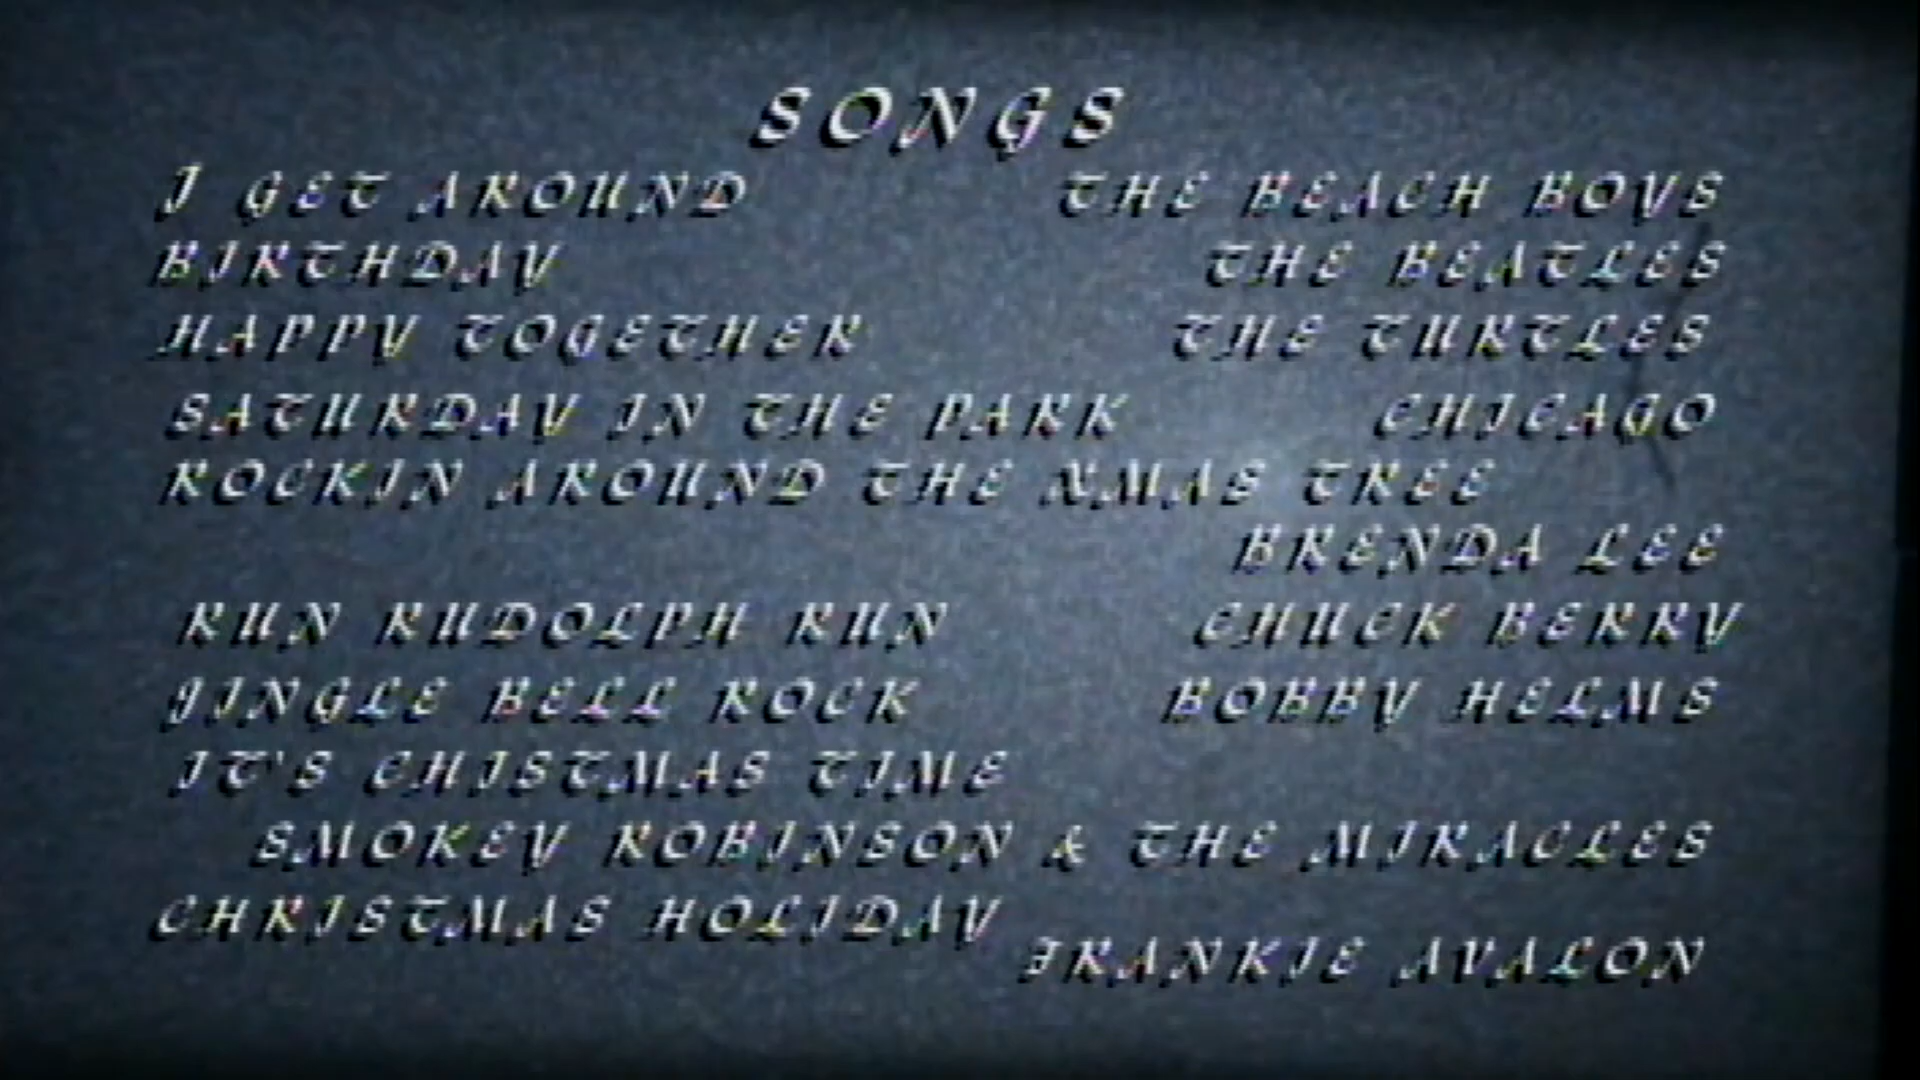 SONGS
I GET AROUND THE BEACH BOYS
BIRTHDAY THE BEATLES
HAPPY TOGETHER THE TURTLES
SATURDAY IN THE PARK CHICAGO
ROCKIN AROUND THE XMAS TREE
BRENDA LEE
RUN RUDOLPH RUN CHUCK BERRY
JINGLE BELL ROCK BOBBY HELMS
IT'S CHISTMAS TIME
SMOKEY ROBINSON & THE MIRACLES
CHRISTMAS HOLIDAY
FRANKIE AVALON